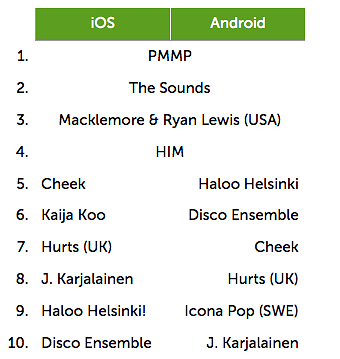 iOS Android
1. PMMP
2. The Sounds
3. Macklemore & Ryan Lewis (USA)
4. HIM
5. Cheek Haloo Helsinki
6. Kaija Koo Disco Ensemble
7. Hurts (UK) Cheek
8. J. Karjalainen Hurts (UK)
9. Haloo Helsinki! Icona Pop (SWE)
10. Disco Ensemble J. Karjalainen